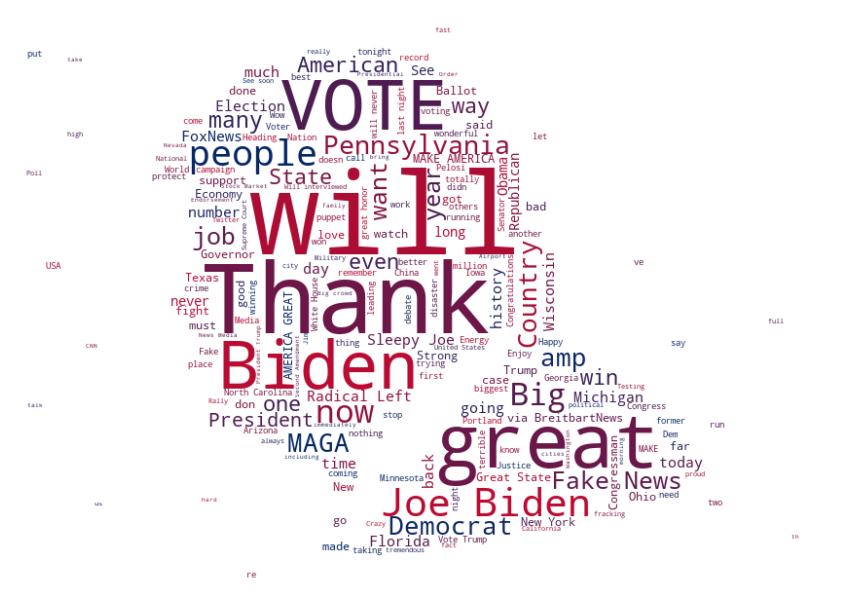 fast
put
really
tonight
record
take
American
See
best
Presidential
Order
much
See soon
done
VOTE
Ballot
Election
way
many
Wow
Voter
voting
said
come
will never
last night
wonderful
high
FoxNews
Heading
Nation
Pennsylvania
let
Nevada
people
doesn
call
bring
MAKE AMERICA
National
World
campaign
State
want
year
Pelosi
Obama
Republican
Poll
protect
support
Stock Market
Will interviewed
totally
didn
Economy
Endorsement
will
family
great honor
work
got
others
Senator
bad
number
Twitter
puppet
running
job
Supreme Court
love
watch
long
another
Governor
won
Military
Airport
ve
USA
even
better
city
day
remember
China
went
million
Iowa
history
Congratulations
Country
Wisconsin
Texas
good
winning
Thank
crime
never
White House
Big crowd
leading
debate
disaster
full
fight
Media
AMERICA GREAT
must
News Media
Jin
thing
Sleepy Joe
Energy
Happy
say
CNN
Fake
President Trump
Second Amendment
United States
Strong
Enjoy
amp
place
Biden
trying
first
case
Trump
Georgia
win
Testing
North Carolina
Radical Left
biggest
Big
Michigan
talk
Rally
don
one
now
going
political
Congress
President
immediately
stop
Portland
via BreitbartNews
former
run
Arizona
always
MAGA
nothing
great
terrible
know
cities
Washington
morning
MAKE
Dem
far
including
time
back
Justice
Congressman
today
coming
Minnesota
Great State
Fake News
proud
New
night
Ohio
need
us
hard
Joe Biden
fracking
two
go
Crazy
Democrat
New York
California
made
taking
Florida
Vote Trump
fact
tremendous
th
re